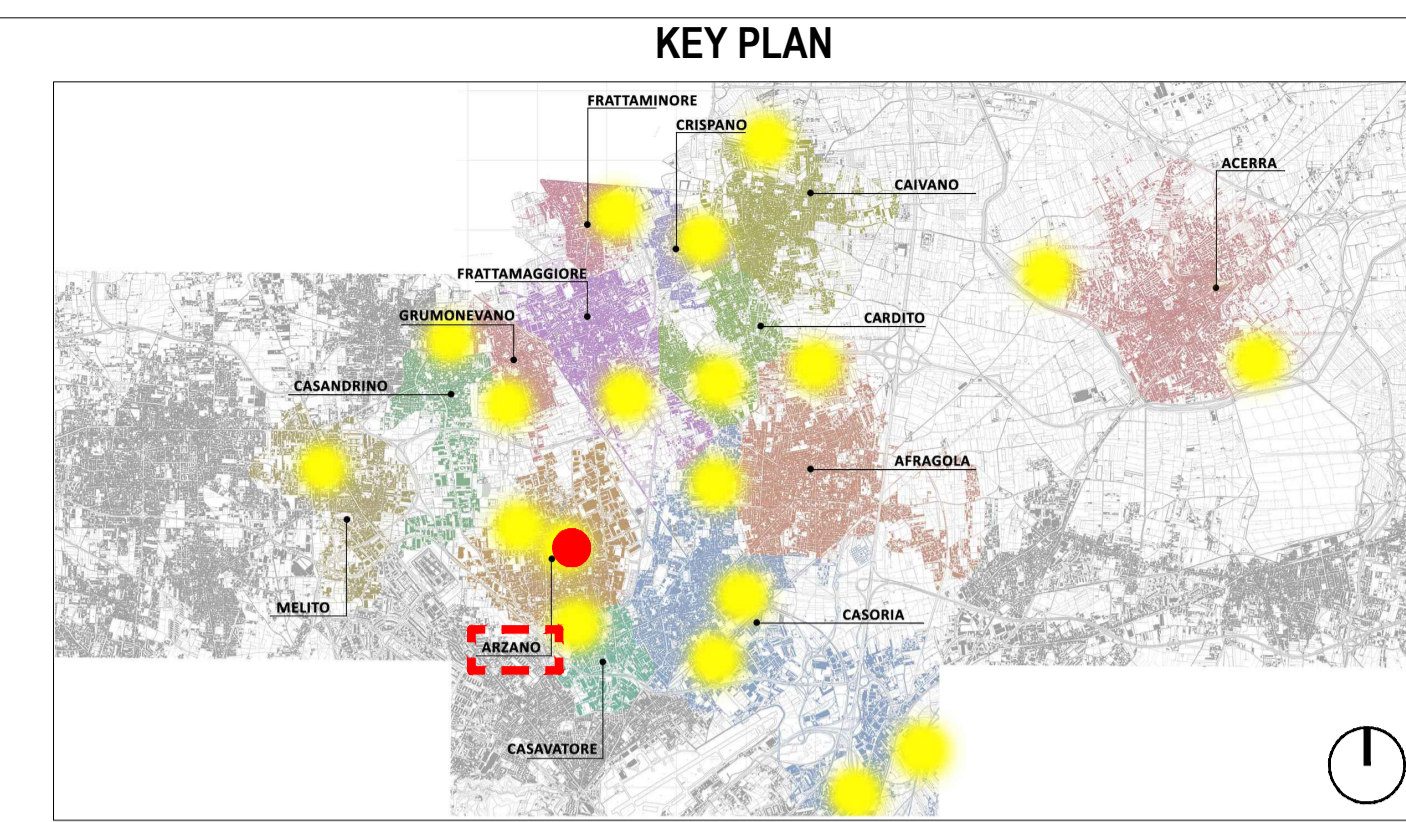 KEY PLAN
FRATTAMINORE
CRISPANO
ACERRA
CAIVANO
FRATTAMAGGIORE
GRUMONEVANO
CARDITO
CASANDRINO
AFRAGOLA
MELITO
CASORIA
ARZANO
CASAVATORE